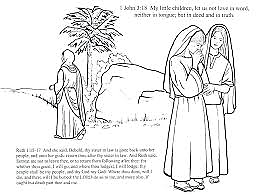 1 John 3:18 My little children, let us not love in word,
neither in tongue; but in deed and in truth.
Ruth 1:15-17 And she said, Behold, thy sister in law is gone back unto her
people, and unto her gods: return thou after thy sister in law. And Ruth said,
Entreat me not to leave thee, or to return from following after thee: for
whither thou goest, I will go; and where thou lodgest, I will lodge: thy
people shall be my people, and thy God my God: Where thou diest, will I
die, and there will I be buried: the LORD do so to me, and more also, if
ought but death part thee and me.